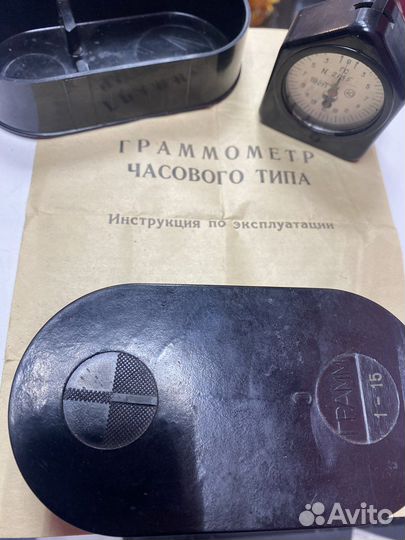 ГРАММОМЕТР
ЧАСОВОГО ТИПА
Инструкция по эксплуатации
ГРАММ
1-15
Avito